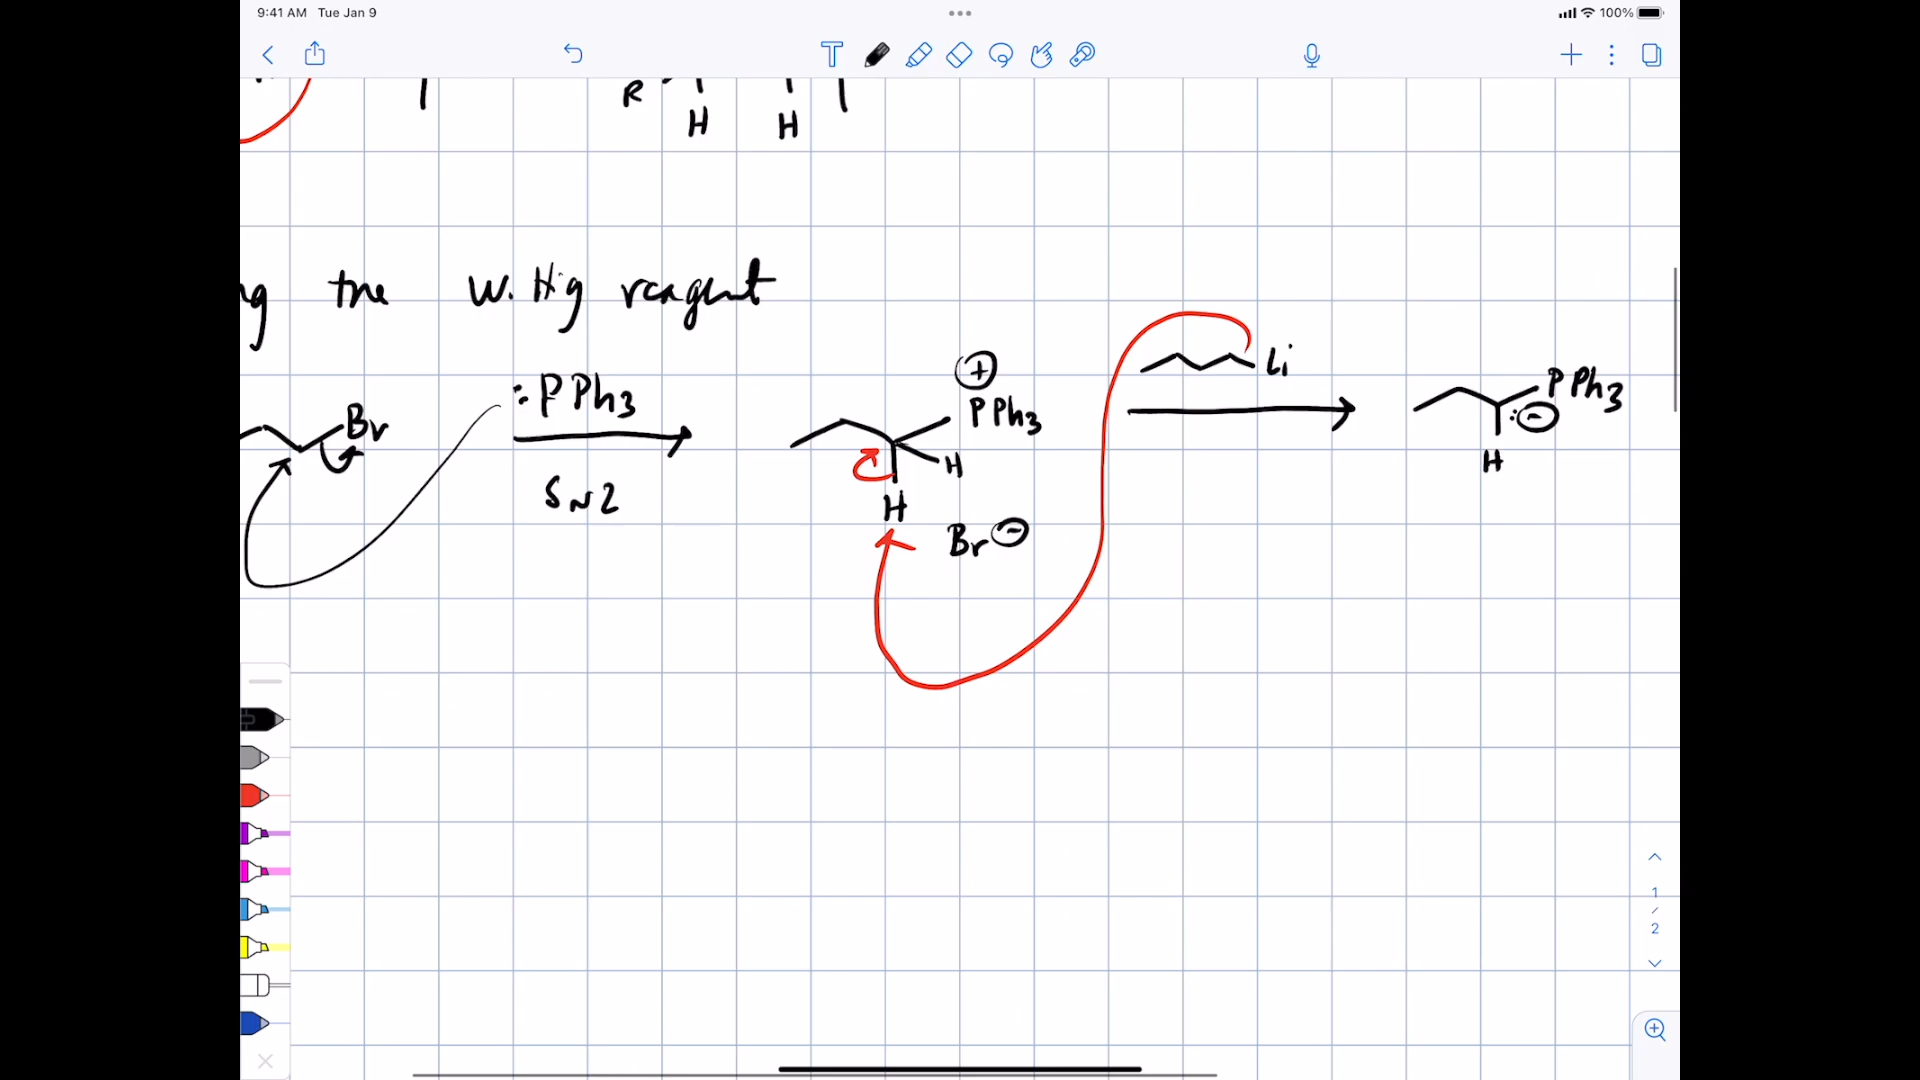 9:41 AM Tue Jan 9
100%
T
R
H H
ng the Wittig reagent
Br
:PPh3
SN2
⊕
PPh3
H
H
Br⊖
Li
PPh3
:⊖
H
1
/
2